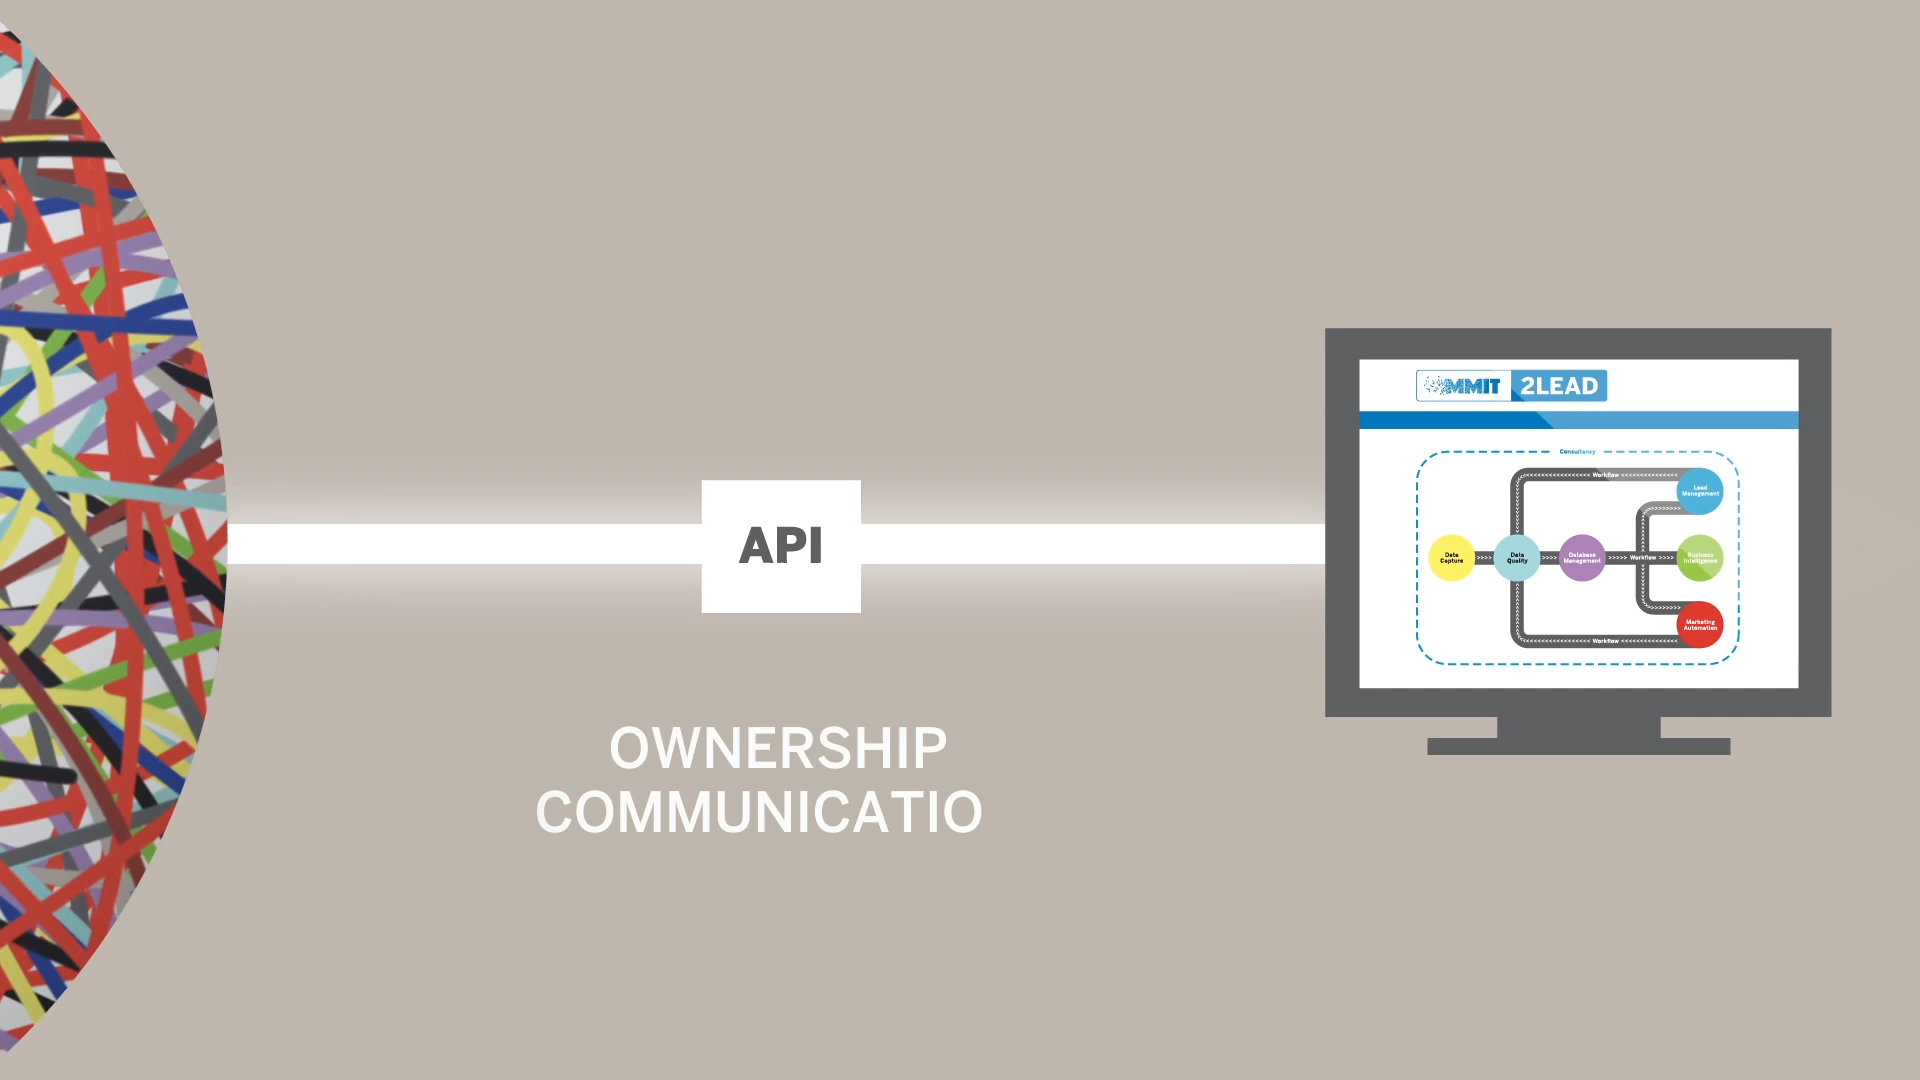 API
OWNERSHIP
COMMUNICATIO
MMIT 2LEAD
Consultancy
Workflow
Lead
Management
Data
Capture
Data
Quality
Database
Management
Workflow
Business
Intelligence
Marketing
Automation
Workflow